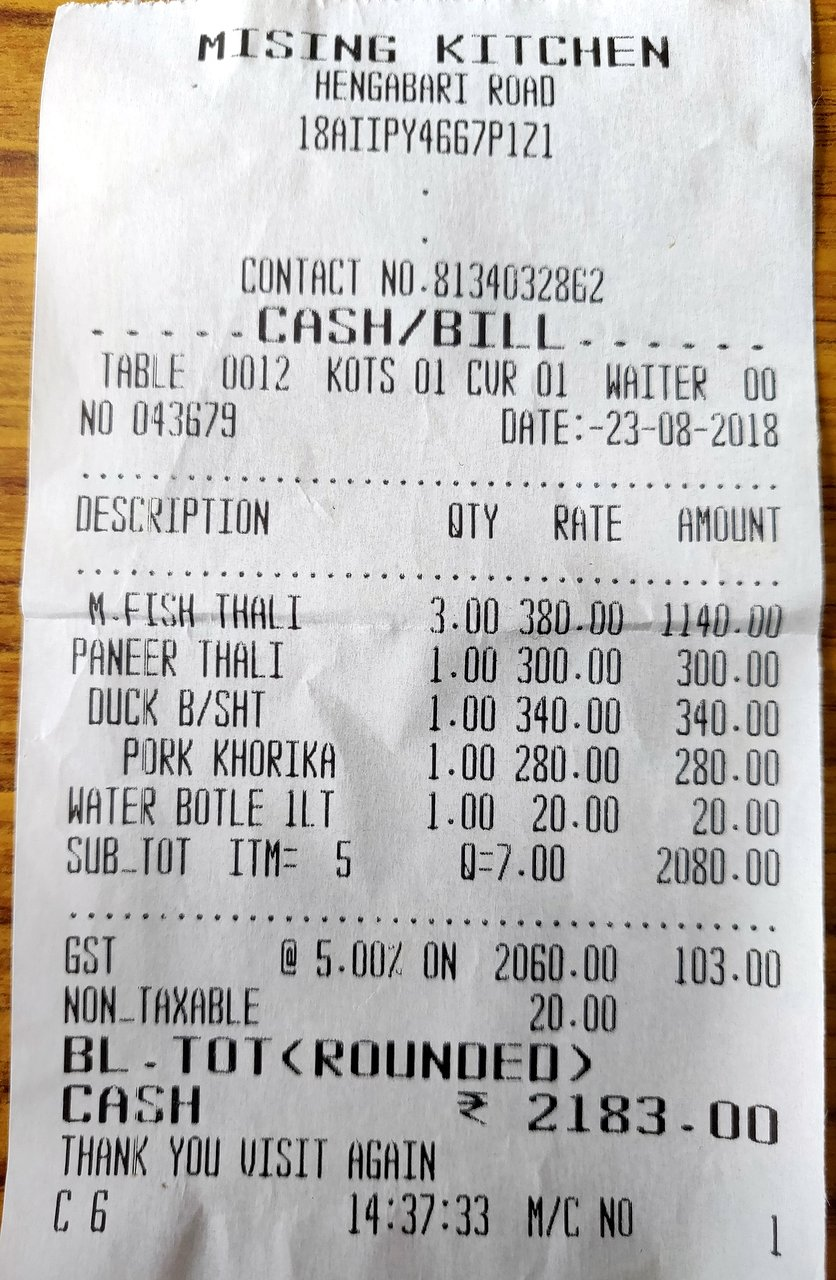 MISING KITCHEN
HENGABARI ROAD
18AIIPY4667P1Z1
.
.
CONTACT NO.8134032862
.....CASH/BILL......
TABLE 0012 KOTS 01 CVR 01 WAITER 00
NO 043679 DATE:-23-08-2018
DESCRIPTION QTY RATE AMOUNT
M.FISH THALI 3.00 380.00 1140.00
PANEER THALI 1.00 300.00 300.00
DUCK B/SHT 1.00 340.00 340.00
PORK KHORIKA 1.00 280.00 280.00
WATER BOTLE 1LT 1.00 20.00 20.00
SUB_TOT ITM= 5 Q=7.00 2080.00
GST @ 5.00% ON 2060.00 103.00
NON_TAXABLE 20.00
BL.TOT<ROUNDED>
CASH ₹ 2183.00
THANK YOU VISIT AGAIN
C 6 14:37:33 M/C NO 1